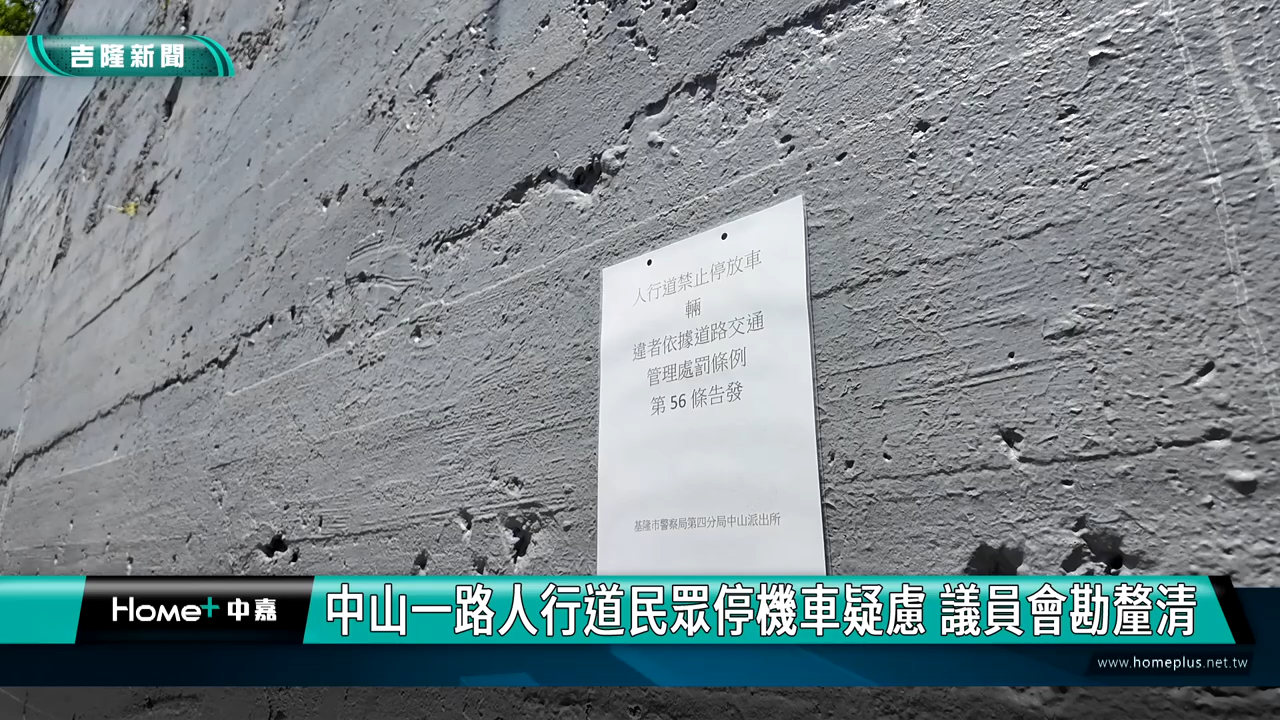 吉隆新聞
人行道禁止停放車
輛
違者依據道路交通
管理處罰條例
第 56 條告發
基隆市警察局第四分局中山派出所
Home+ 中嘉
中山一路人行道民眾停機車疑慮 議員會勘釐清
www.homeplus.net.tw